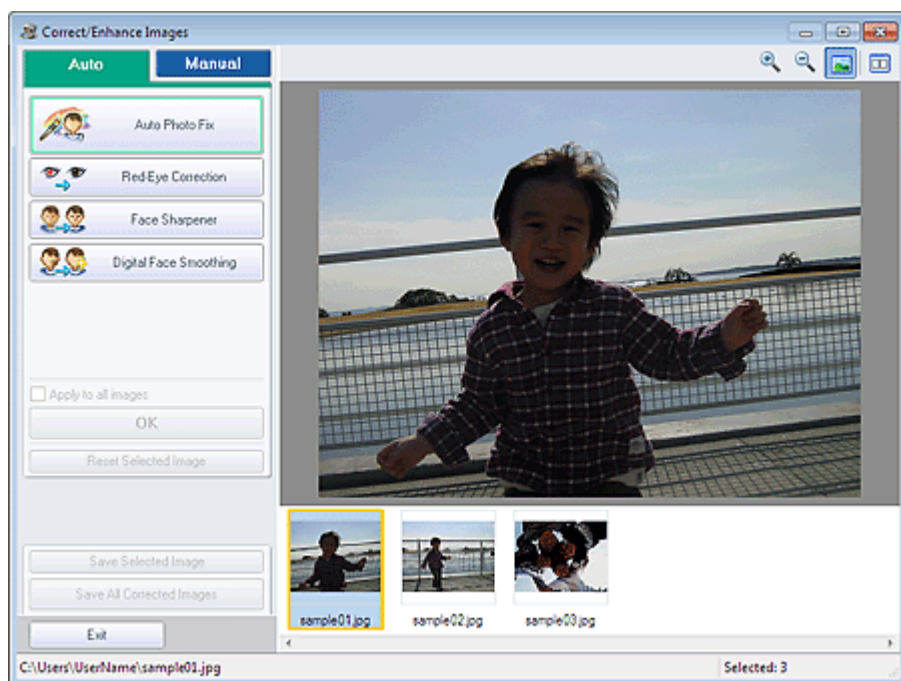 Correct/Enhance Images
Auto
Manual
Auto Photo Fix
Red-Eye Correction
Face Sharpener
Digital Face Smoothing
Apply to all images
OK
Reset Selected Image
Save Selected Image
Save All Corrected Images
Exit
sample01.jpg
sample02.jpg
sample03.jpg
C:\Users\UserName\sample01.jpg
Selected: 3